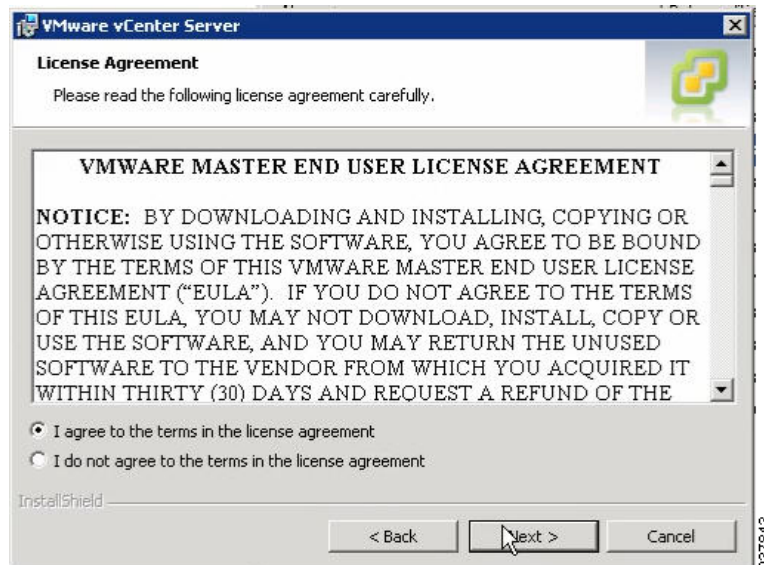 VMware vCenter Server
License Agreement
Please read the following license agreement carefully.
VMWARE MASTER END USER LICENSE AGREEMENT
NOTICE: BY DOWNLOADING AND INSTALLING, COPYING OR
OTHERWISE USING THE SOFTWARE, YOU AGREE TO BE BOUND
BY THE TERMS OF THIS VMWARE MASTER END USER LICENSE
AGREEMENT (“EULA”). IF YOU DO NOT AGREE TO THE TERMS
OF THIS EULA, YOU MAY NOT DOWNLOAD, INSTALL, COPY OR
USE THE SOFTWARE, AND YOU MAY RETURN THE UNUSED
SOFTWARE TO THE VENDOR FROM WHICH YOU ACQUIRED IT
WITHIN THIRTY (30) DAYS AND REQUEST A REFUND OF THE
I agree to the terms in the license agreement
I do not agree to the terms in the license agreement
InstallShield
< Back
Next >
Cancel